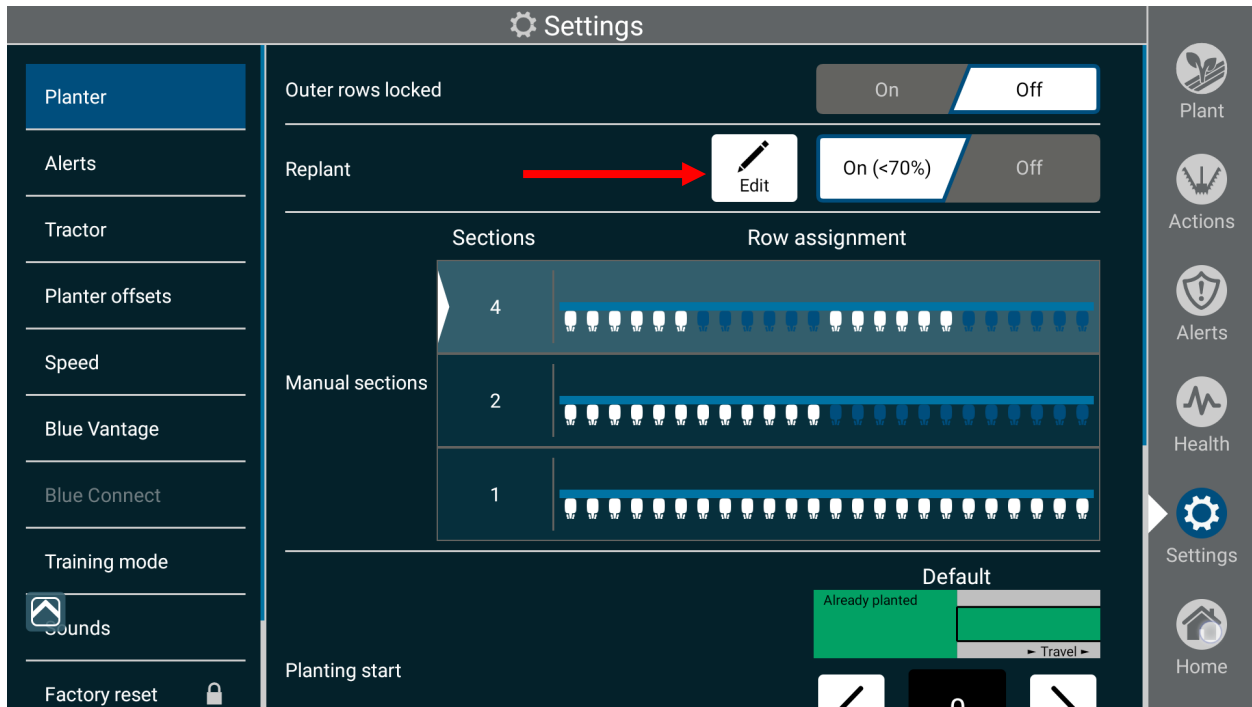 Settings
Planter
Alerts
Tractor
Planter offsets
Speed
Blue Vantage
Blue Connect
Training mode
Sounds
Factory reset
Outer rows locked
On
Off
Replant
Edit
On (<70%)
Off
Sections
Row assignment
Manual sections
4
2
1
Default
Already planted
► Travel ►
Planting start
Plant
Actions
Alerts
Health
Settings
Home